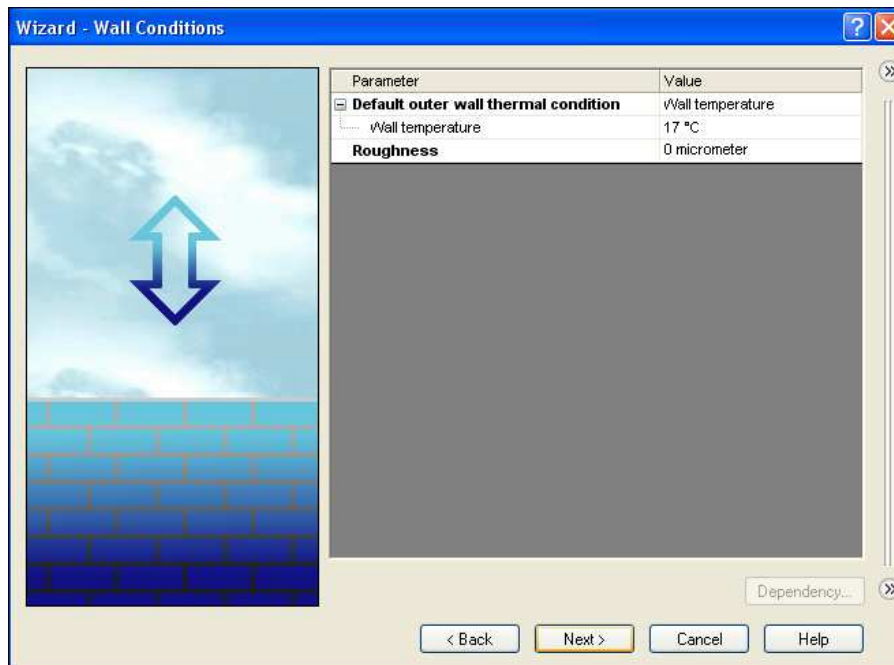 Wizard - Wall Conditions
Parameter Value
Default outer wall thermal condition Wall temperature
Wall temperature 17 °C
Roughness 0 micrometer
Dependency...
< Back Next > Cancel Help